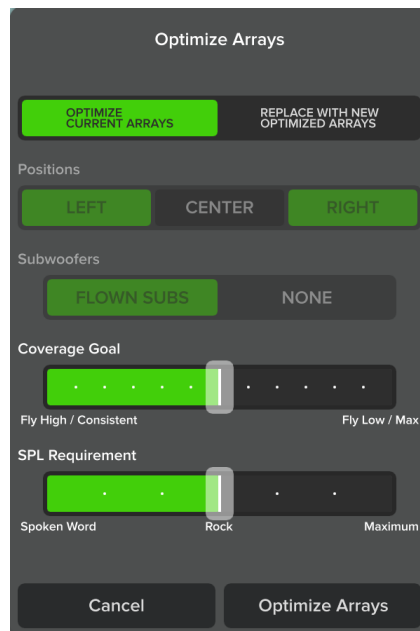 Optimize Arrays
OPTIMIZE
CURRENT ARRAYS
REPLACE WITH NEW
OPTIMIZED ARRAYS
Positions
LEFT CENTER RIGHT
Subwoofers
FLOWN SUBS NONE
Coverage Goal
Fly High / Consistent Fly Low / Max
SPL Requirement
Spoken Word Rock Maximum
Cancel Optimize Arrays